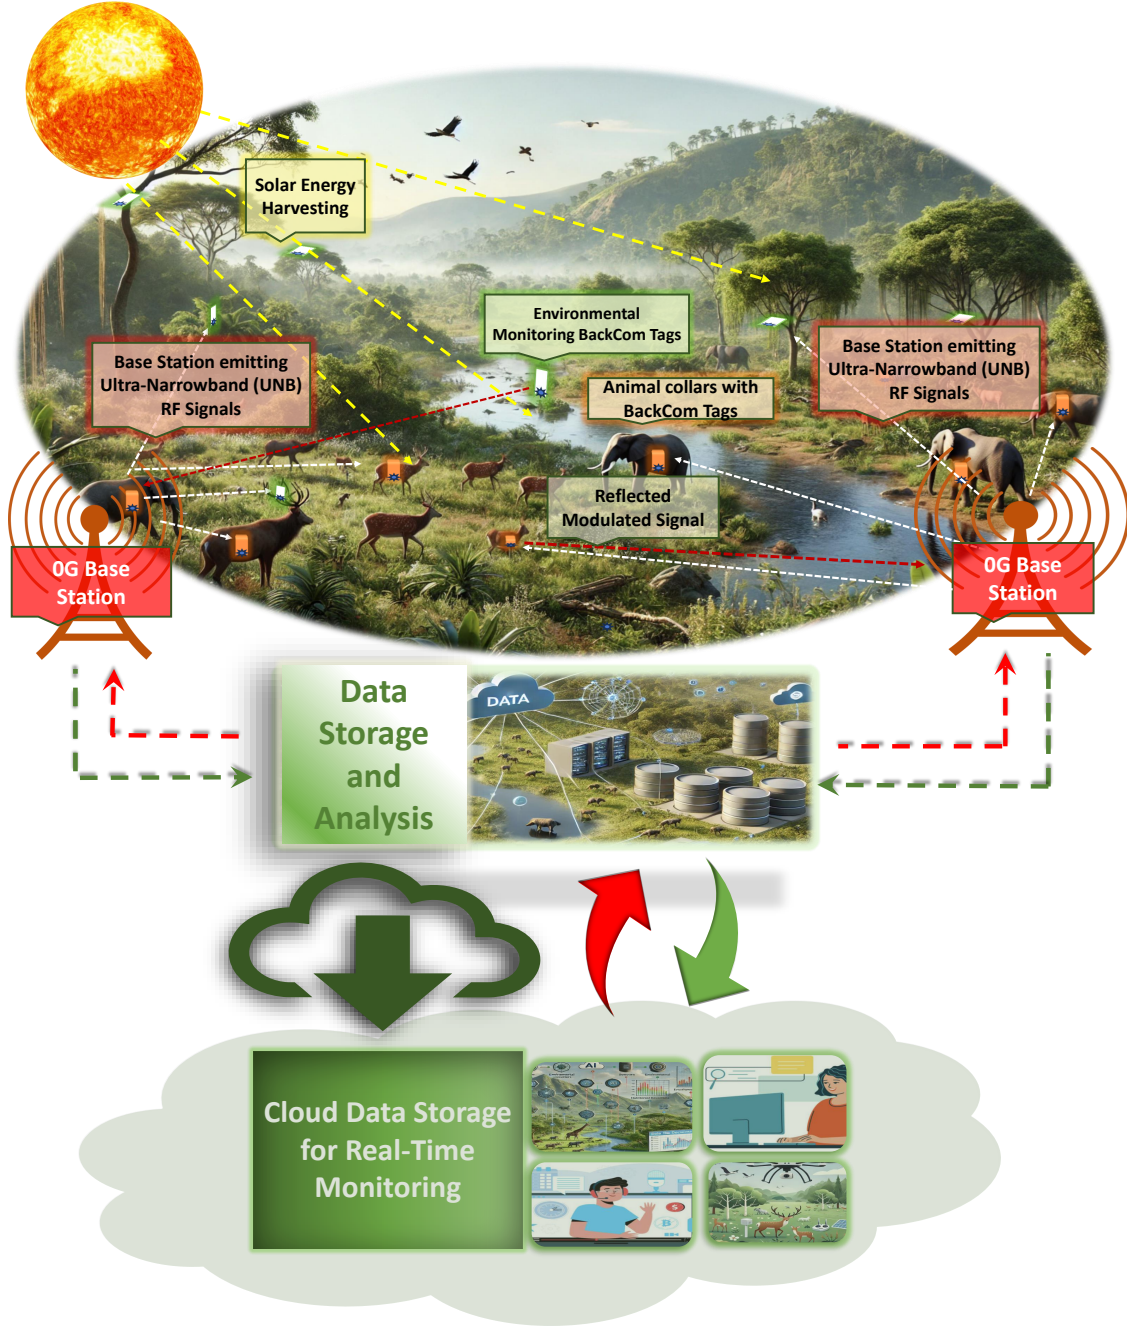 Solar Energy
Harvesting
Environmental
Monitoring BackCom Tags
Base Station emitting
Ultra-Narrowband (UNB)
RF Signals
Animal collars with
BackCom Tags
Base Station emitting
Ultra-Narrowband (UNB)
RF Signals
Reflected
Modulated Signal
0G Base
Station
0G Base
Station
Data
Storage
and
Analysis
DATA
Cloud Data Storage
for Real-Time
Monitoring
AI